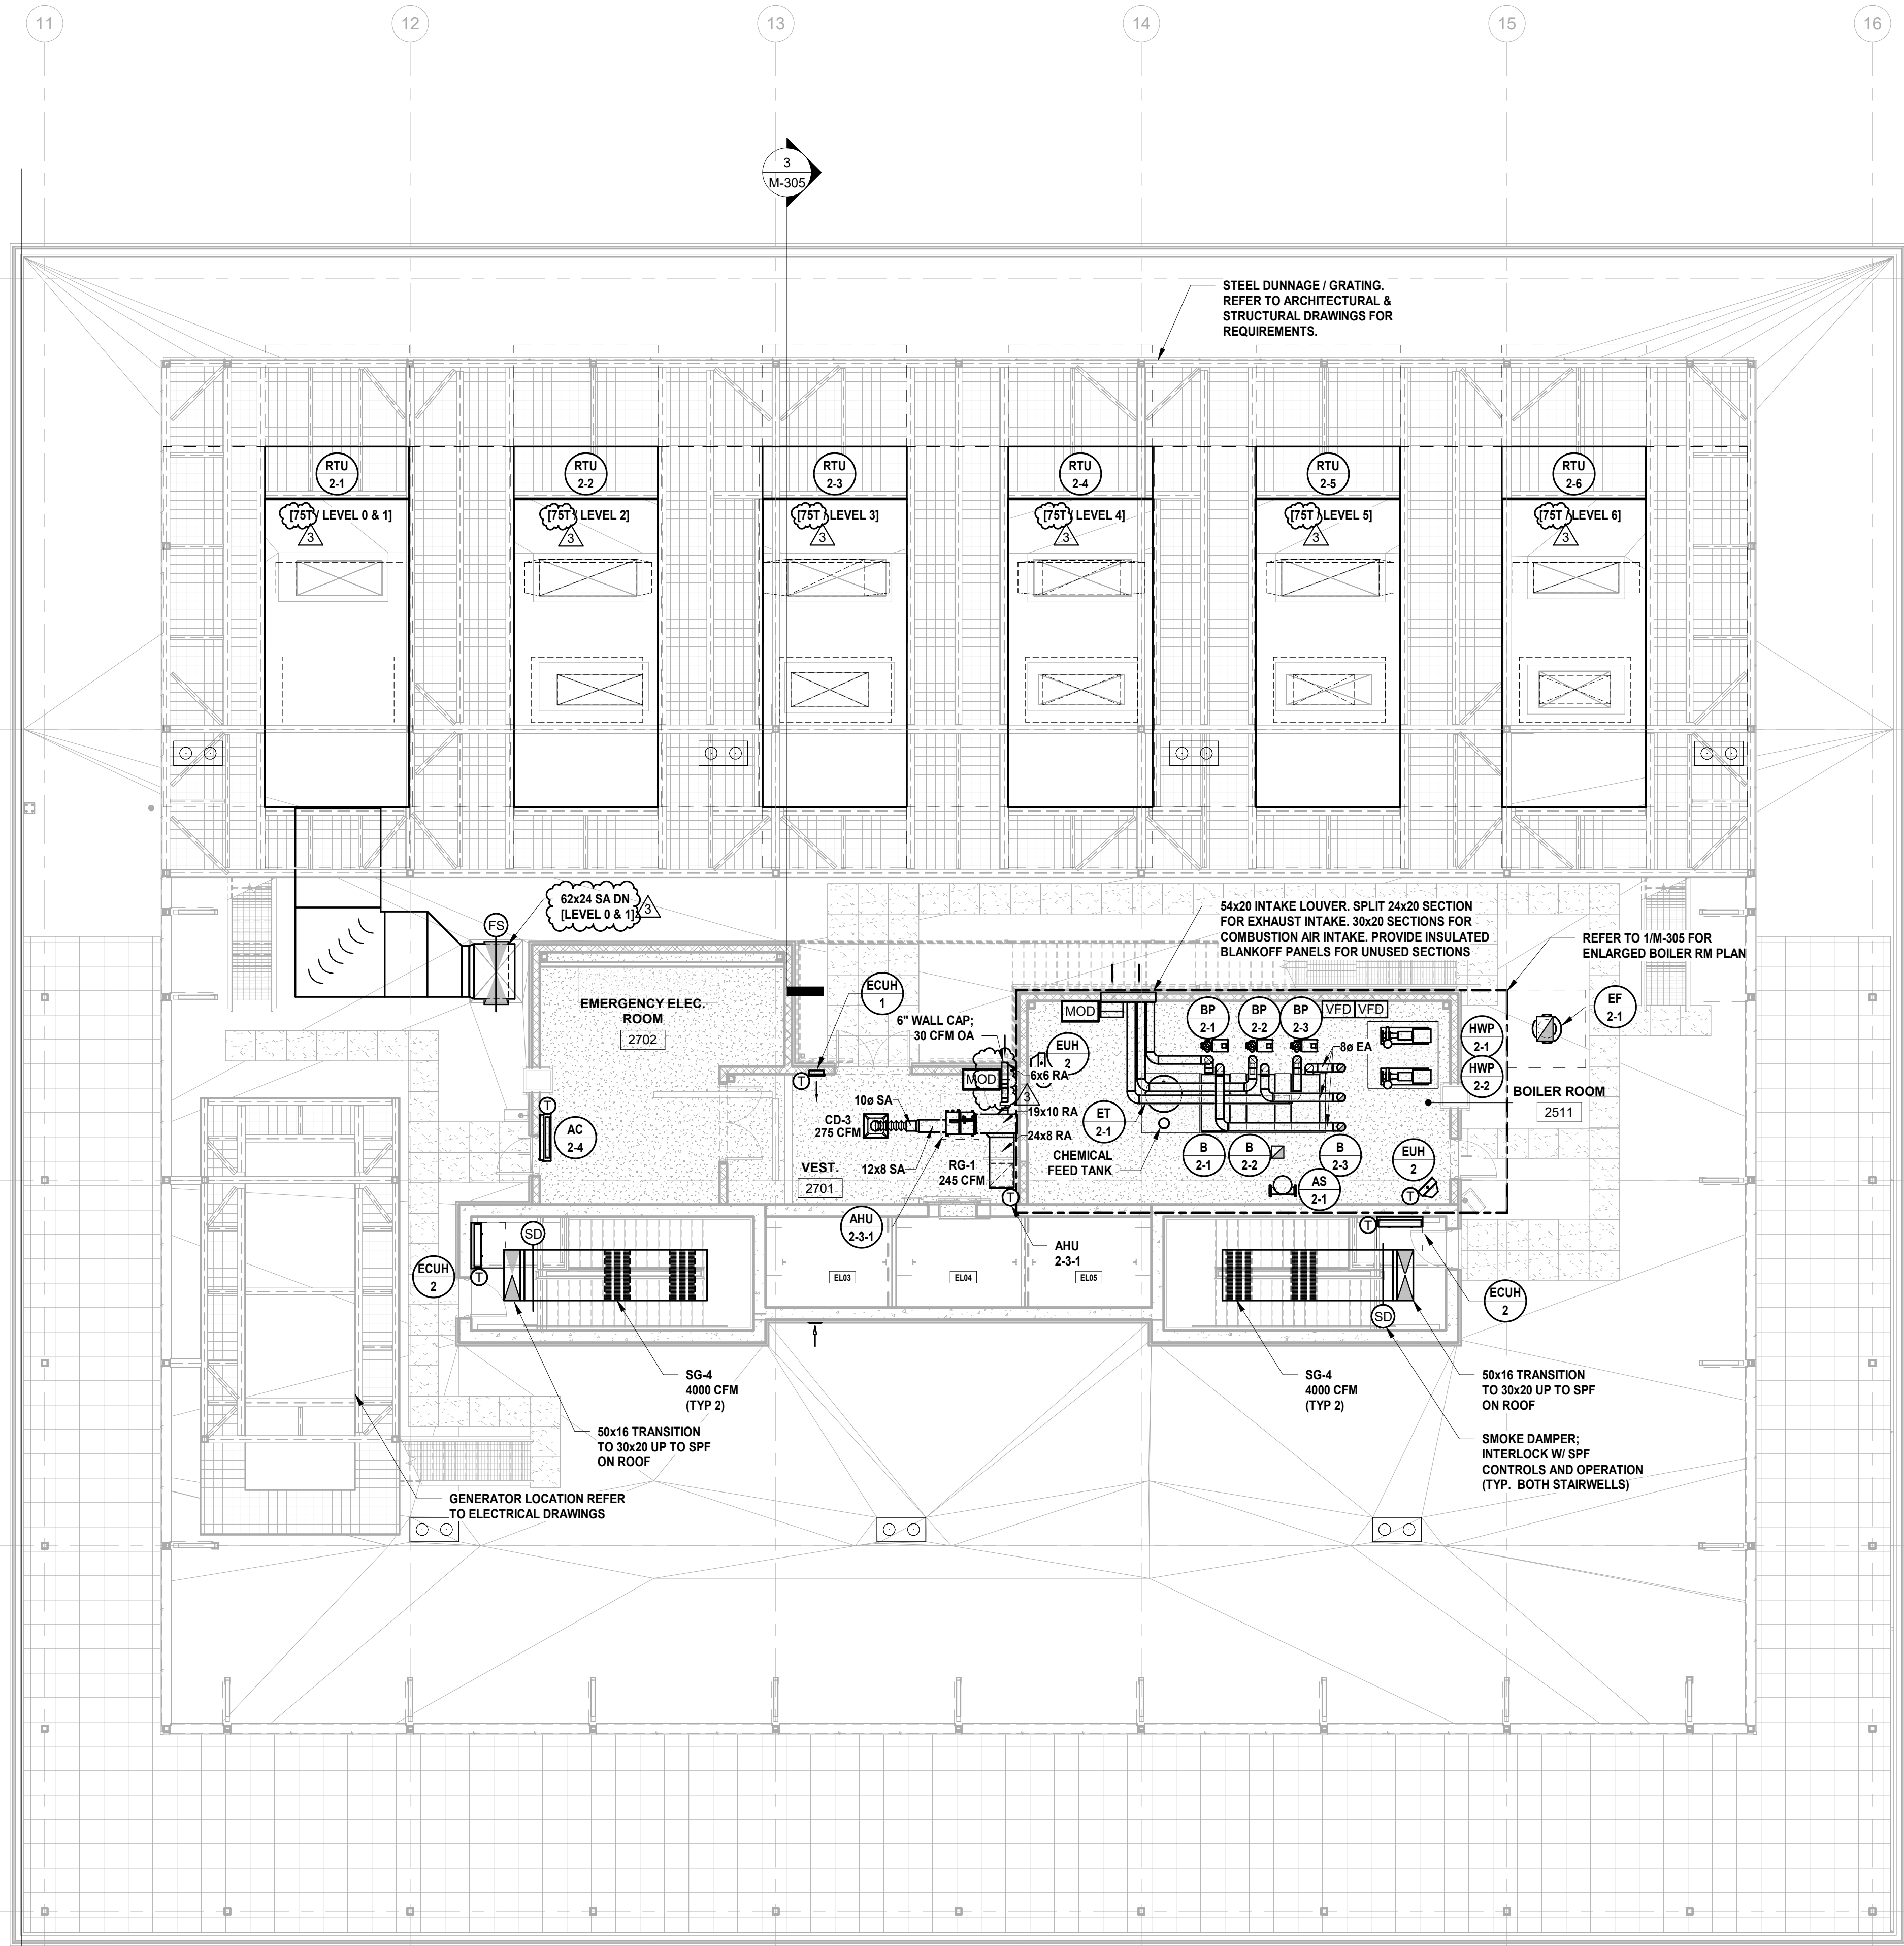 11
12
13
14
15
16
3
M-305
STEEL DUNNAGE / GRATING.
REFER TO ARCHITECTURAL &
STRUCTURAL DRAWINGS FOR
REQUIREMENTS.
RTU
2-1
RTU
2-2
RTU
2-3
RTU
2-4
RTU
2-5
RTU
2-6
[75T / LEVEL 0 & 1]
3
[75T / LEVEL 2]
3
[75T / LEVEL 3]
3
[75T / LEVEL 4]
3
[75T / LEVEL 5]
3
[75T / LEVEL 6]
3
62x24 SA DN
[LEVEL 0 & 1]
3
FS
54x20 INTAKE LOUVER. SPLIT 24x20 SECTION
FOR EXHAUST INTAKE. 30x20 SECTIONS FOR
COMBUSTION AIR INTAKE. PROVIDE INSULATED
BLANKOFF PANELS FOR UNUSED SECTIONS
REFER TO 1/M-305 FOR
ENLARGED BOILER RM PLAN
EMERGENCY ELEC.
ROOM
2702
ECUH
1
T
6" WALL CAP;
30 CFM OA
MOD
EUH
2
6x6 RA
3
MOD
BP
2-1
BP
2-2
BP
2-3
VFD
VFD
8ø EA
HWP
2-1
HWP
2-2
EF
2-1
BOILER ROOM
2511
T
AC
2-4
10ø SA
CD-3
275 CFM
12x8 SA
19x10 RA
24x8 RA
RG-1
245 CFM
VEST.
2701
ET
2-1
CHEMICAL
FEED TANK
B
2-1
B
2-2
B
2-3
AS
2-1
EUH
2
T
T
AHU
2-3-1
AHU
2-3-1
SD
ECUH
2
T
EL03
EL04
EL05
T
SD
ECUH
2
SG-4
4000 CFM
(TYP 2)
50x16 TRANSITION
TO 30x20 UP TO SPF
ON ROOF
SG-4
4000 CFM
(TYP 2)
50x16 TRANSITION
TO 30x20 UP TO SPF
ON ROOF
SMOKE DAMPER;
INTERLOCK W/ SPF
CONTROLS AND OPERATION
(TYP.  BOTH STAIRWELLS)
GENERATOR LOCATION REFER
TO ELECTRICAL DRAWINGS